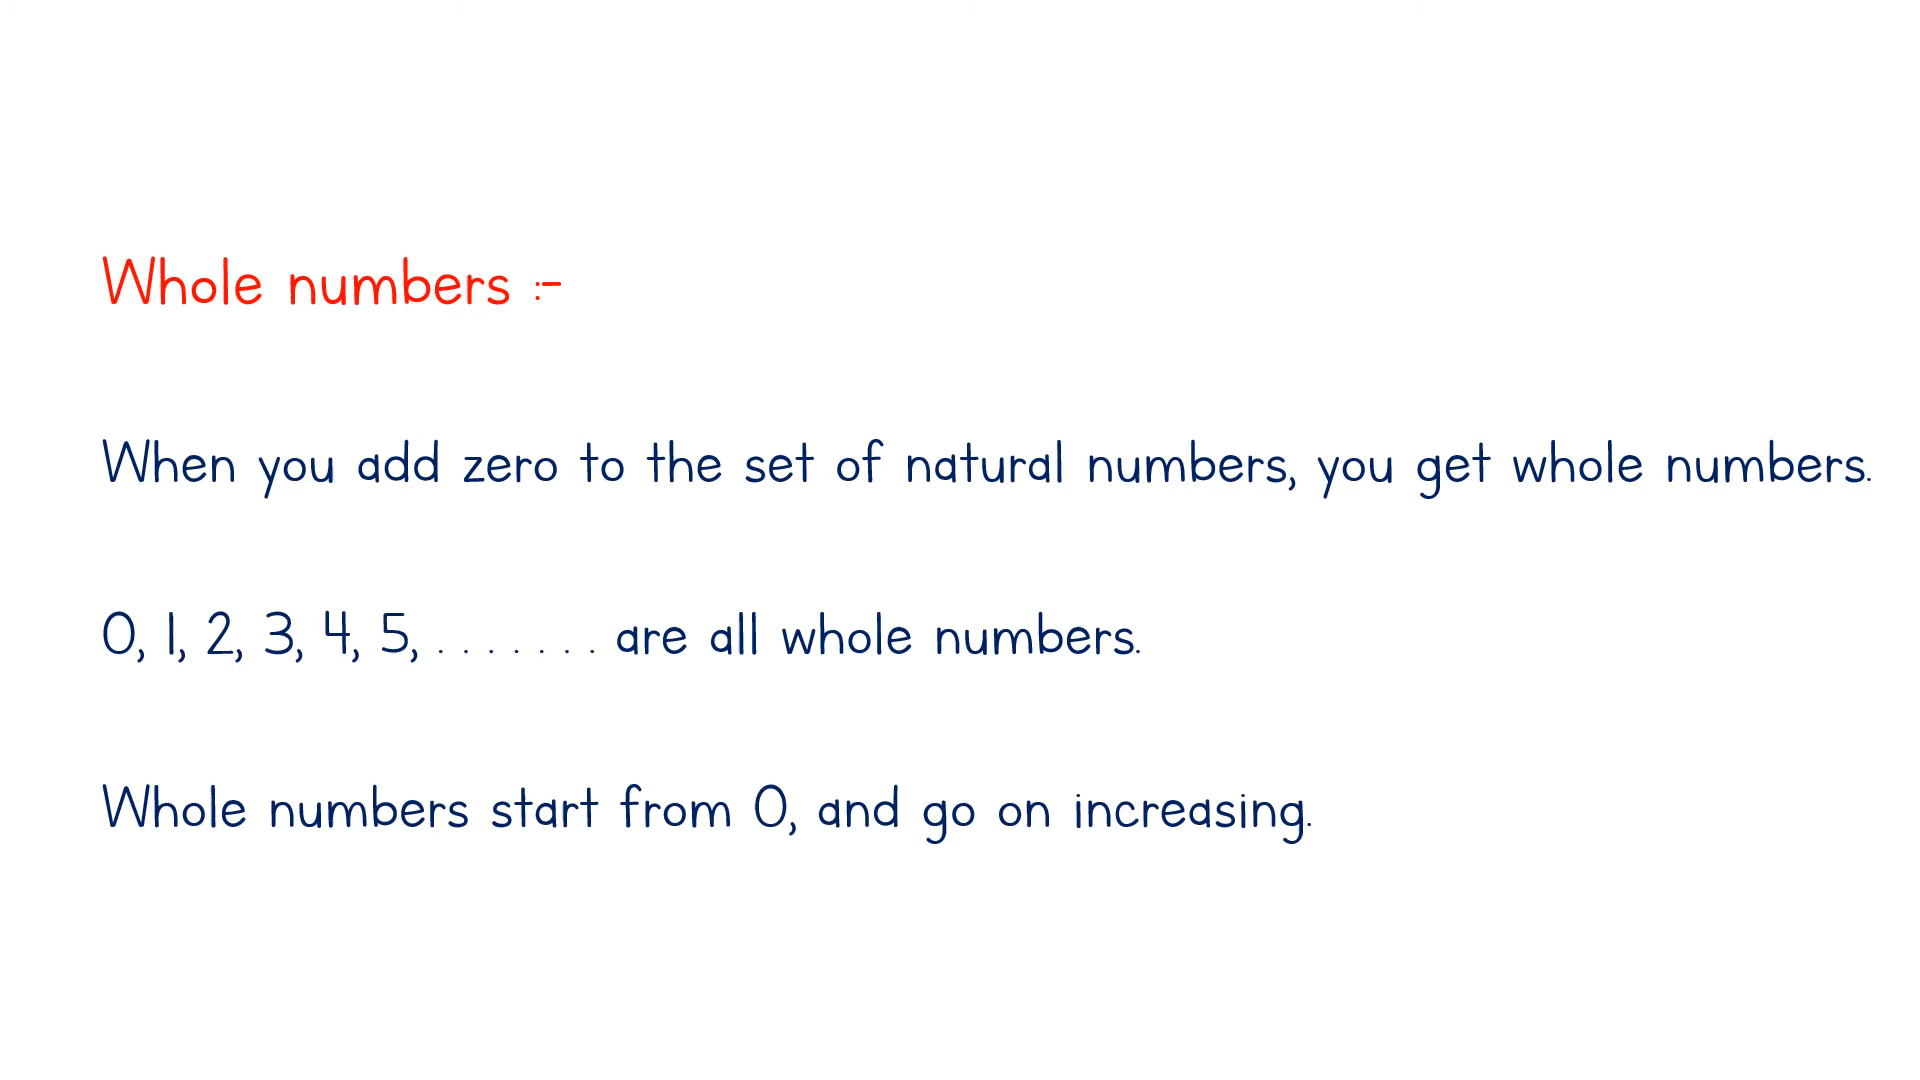 Whole numbers :-
When you add zero to the set of natural numbers, you get whole numbers.
0, 1, 2, 3, 4, 5, . . . . . . . are all whole numbers.
Whole numbers start from 0, and go on increasing.